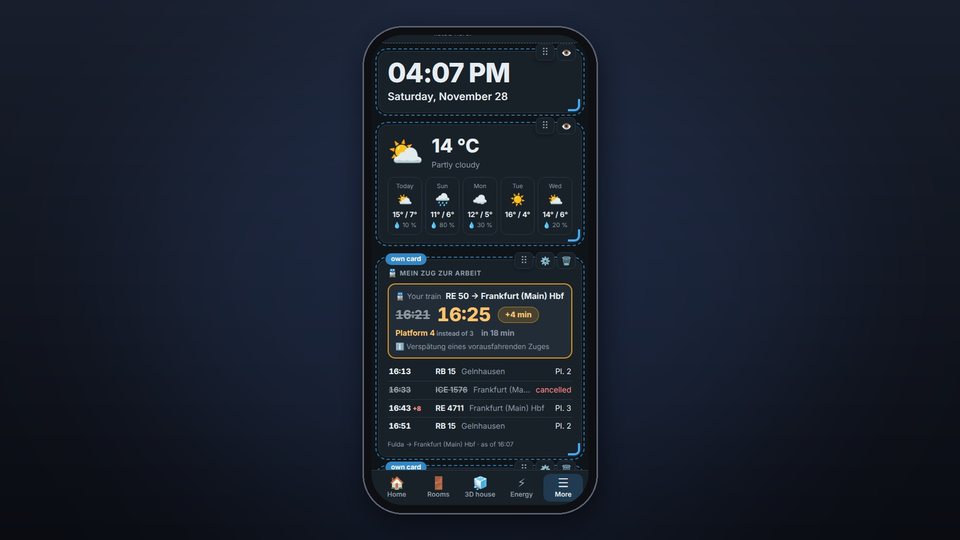 04:07 PM
Saturday, November 28
14 °C
Partly cloudy
Today Sun Mon Tue Wed
15° / 7° 11° / 6° 12° / 5° 16° / 4° 14° / 6°
10 % 80 % 30 % 20 %
own card
MEIN ZUG ZUR ARBEIT
Your train RE 50 → Frankfurt (Main) Hbf
16:21 16:25 +4 min
Platform 4 instead of 3 in 18 min
Verspätung eines vorausfahrenden Zuges
16:13 RB 15 Gelnhausen Pl. 2
16:33 ICE 1576 Frankfurt (Ma... cancelled
16:43 +8 RE 4711 Frankfurt (Main) Hbf Pl. 3
16:51 RB 15 Gelnhausen Pl. 2
Fulda → Frankfurt (Main) Hbf · as of 16:07
own card
Home Rooms 3D house Energy More